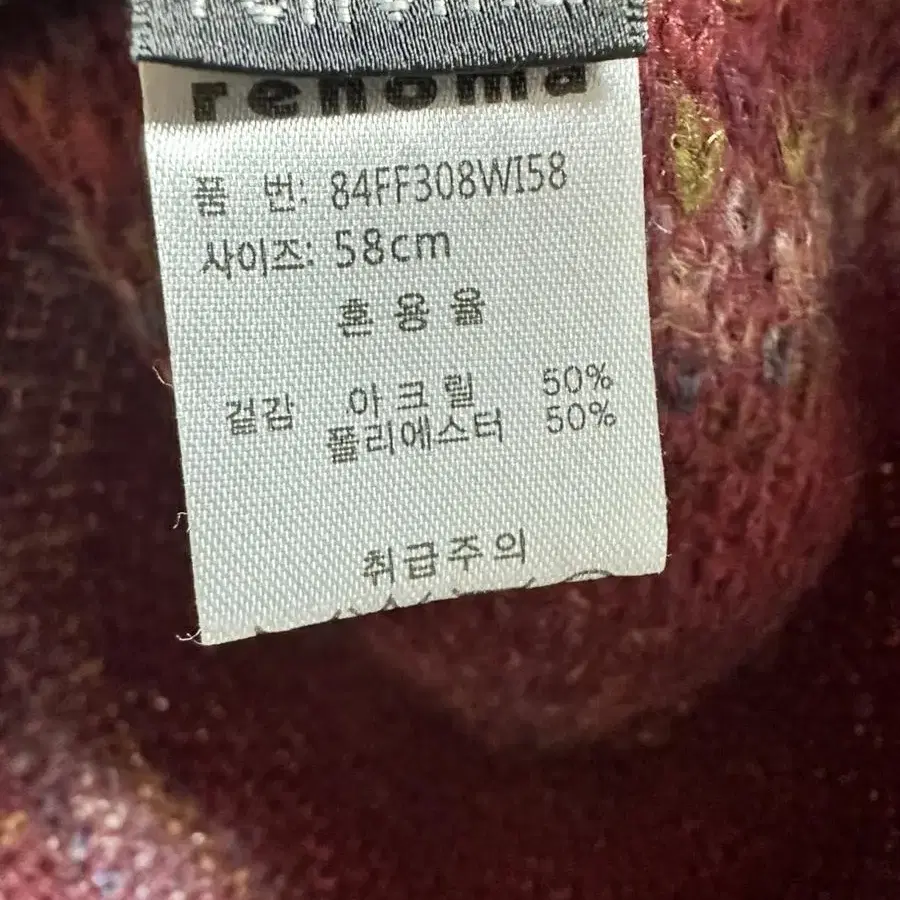 renoma
renoma
품 번: 84FF308WI58
사이즈: 58cm
혼 용 율
겉감 아 크 릴 50%
폴리에스터 50%
취급주의